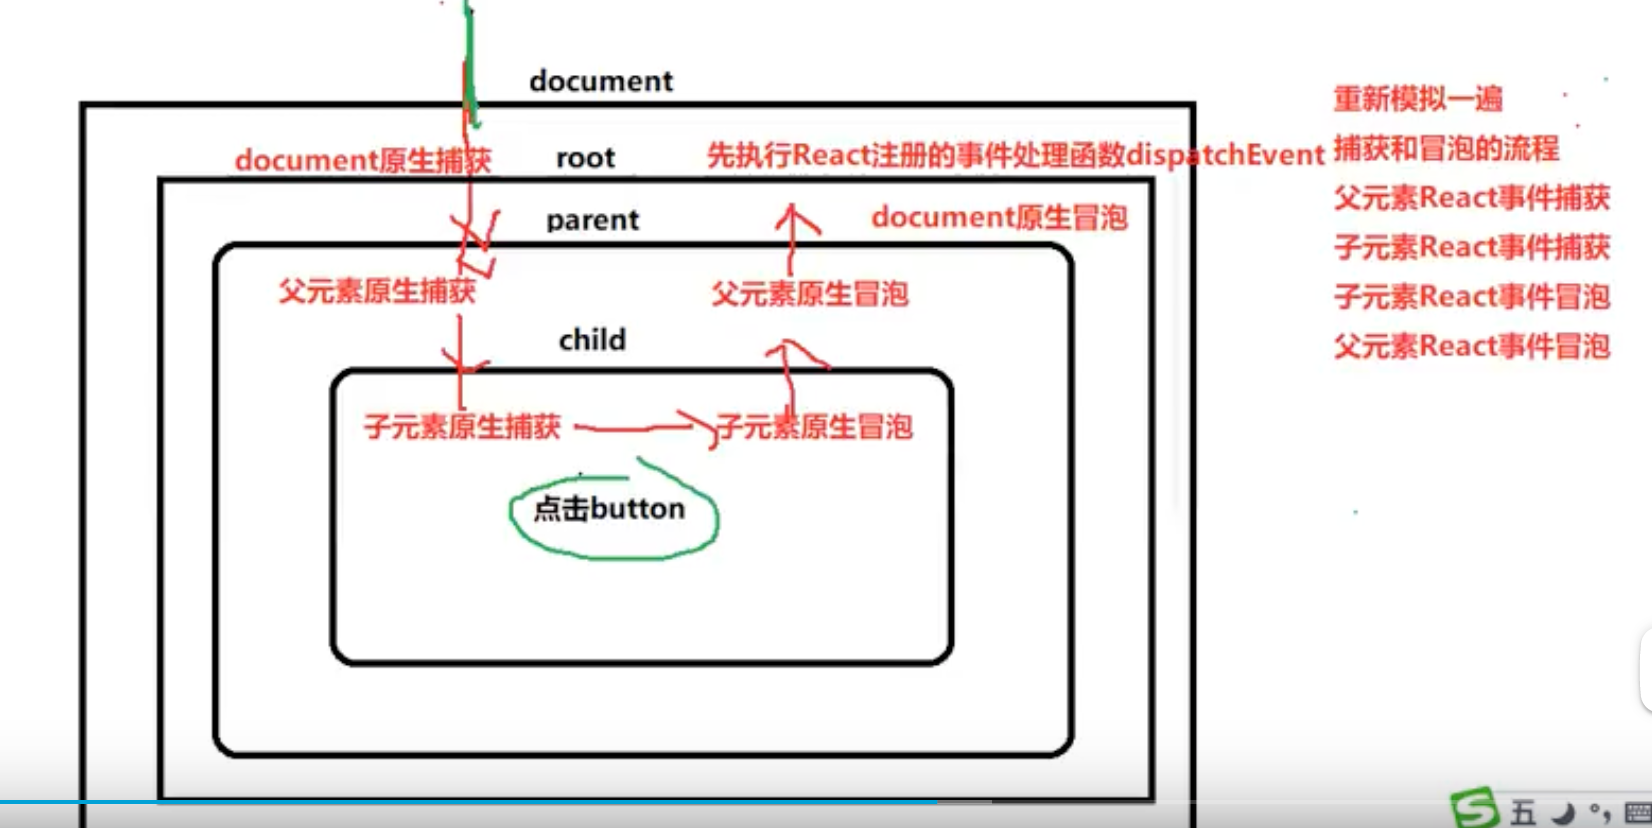 document
document原生捕获
root
先执行React注册的事件处理函数dispatchEvent
parent
document原生冒泡
父元素原生捕获
父元素原生冒泡
child
子元素原生捕获
子元素原生冒泡
点击button
重新模拟一遍
捕获和冒泡的流程
父元素React事件捕获
子元素React事件捕获
子元素React事件冒泡
父元素React事件冒泡
S 五